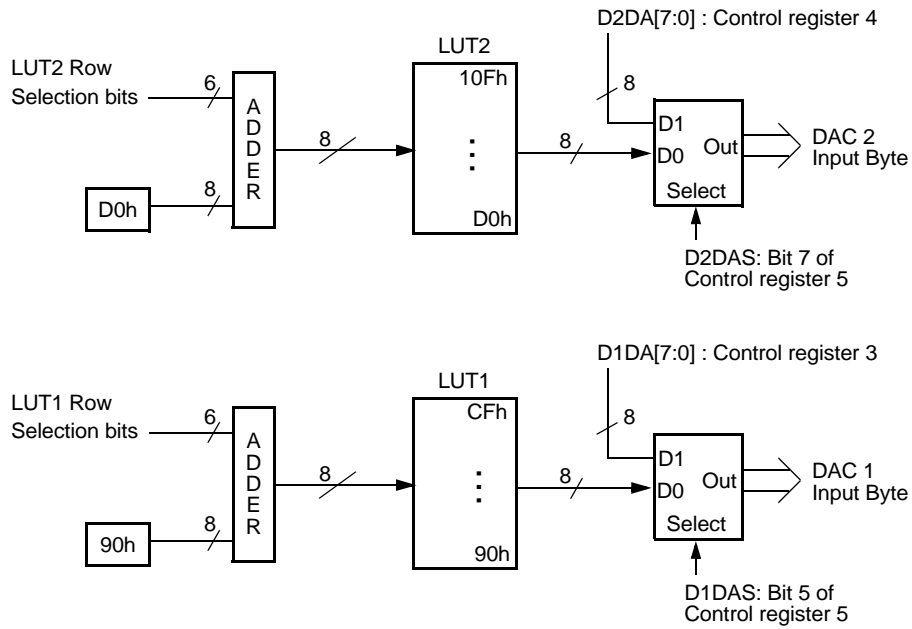 D2DA[7:0] : Control register 4
LUT2
LUT2 Row
Selection bits
6
ADDER
8
D0h
8
10Fh
⋮
D0h
8
8
D1
D0
Out
Select
DAC 2
Input Byte
D2DAS: Bit 7 of
Control register 5
D1DA[7:0] : Control register 3
LUT1
LUT1 Row
Selection bits
6
ADDER
8
90h
8
CFh
⋮
90h
8
8
D1
D0
Out
Select
DAC 1
Input Byte
D1DAS: Bit 5 of
Control register 5